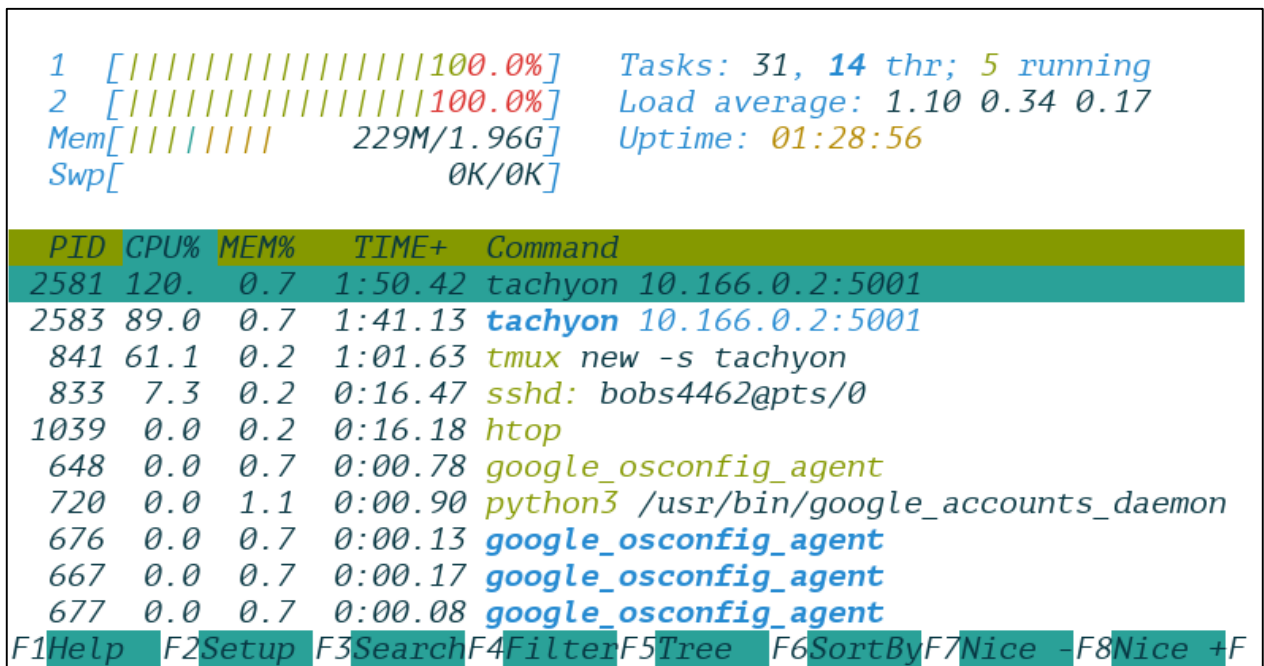 1 [||||||||||||||||100.0%] Tasks: 31, 14 thr; 5 running
2 [||||||||||||||||100.0%] Load average: 1.10 0.34 0.17
Mem[|||||||| 229M/1.96G] Uptime: 01:28:56
Swp[ 0K/0K]
PID CPU% MEM% TIME+ Command
2581 120. 0.7 1:50.42 tachyon 10.166.0.2:5001
2583 89.0 0.7 1:41.13 tachyon 10.166.0.2:5001
841 61.1 0.2 1:01.63 tmux new -s tachyon
833 7.3 0.2 0:16.47 sshd: bobs4462@pts/0
1039 0.0 0.2 0:16.18 htop
648 0.0 0.7 0:00.78 google_osconfig_agent
720 0.0 1.1 0:00.90 python3 /usr/bin/google_accounts_daemon
676 0.0 0.7 0:00.13 google_osconfig_agent
667 0.0 0.7 0:00.17 google_osconfig_agent
677 0.0 0.7 0:00.08 google_osconfig_agent
F1Help F2Setup F3SearchF4FilterF5Tree F6SortByF7Nice -F8Nice +F